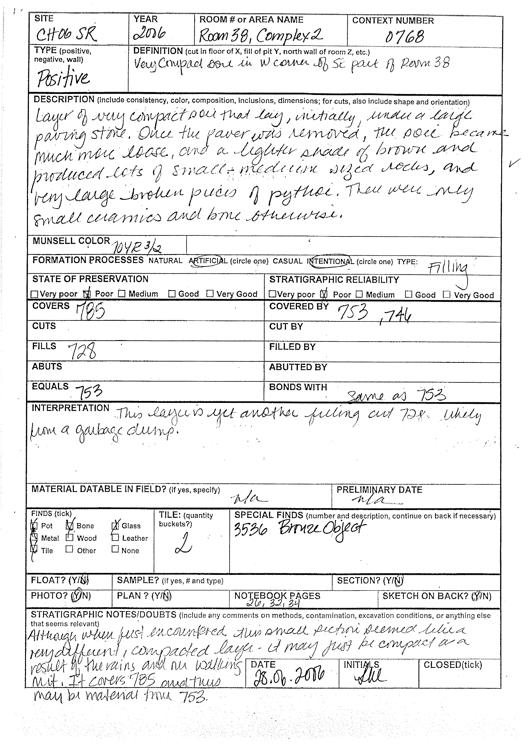 SITE YEAR ROOM # or AREA NAME CONTEXT NUMBER
CH06 SR 2006 Room 38, Complex 2 0768
TYPE (positive, negative, wall) DEFINITION (cut in floor of X, fill of pit Y, north wall of room Z, etc.)
Positive Very Compact soil in W corner of SE part of Room 38
DESCRIPTION (include consistency, color, composition, inclusions, dimensions; for cuts, also include shape and orientation)
Layer of very compact soil that lay, initially, under a large
paving stone. Once the paver was removed, the soil became
much more loose, and a lighter shade of brown and
produced lots of small - medium sized rocks, and
very large broken pieces of pythoi. There were only
small ceramics and bone otherwise.
MUNSELL COLOR 10YR 3/2
FORMATION PROCESSES NATURAL ARTIFICIAL (circle one) CASUAL INTENTIONAL (circle one) TYPE: Filling
STATE OF PRESERVATION STRATIGRAPHIC RELIABILITY
Very poor Poor Medium Good Very Good Very poor Poor Medium Good Very Good
COVERS 785 COVERED BY 753, 746
CUTS CUT BY
FILLS 728 FILLED BY
ABUTS ABUTTED BY
EQUALS 753 BONDS WITH same as 753
INTERPRETATION This layer is yet another filling cut 728. likely
from a garbage dump.
MATERIAL DATABLE IN FIELD? (if yes, specify) n/a PRELIMINARY DATE n/a
FINDS (tick) TILE: (quantity buckets?) SPECIAL FINDS (number and description, continue on back if necessary)
Pot Bone Glass 2 3536 Bronze Object
Metal Wood Leather
Tile Other None
FLOAT? (Y/N) SAMPLE? (if yes, # and type) SECTION? (Y/N)
PHOTO? (Y/N) PLAN? (Y/N) NOTEBOOK PAGES 26, 33, 34 SKETCH ON BACK? (Y/N)
STRATIGRAPHIC NOTES/DOUBTS (include any comments on methods, contamination, excavation conditions, or anything else that seems relevant)
Although when first encountered this small section seemed like a
very different, compacted layer - it may just be compact as a
result of the rains and our walking
on it. It covers 785 and thus
may be material from 753.
DATE 28.06.2006 INITIALS CLOSED(tick)